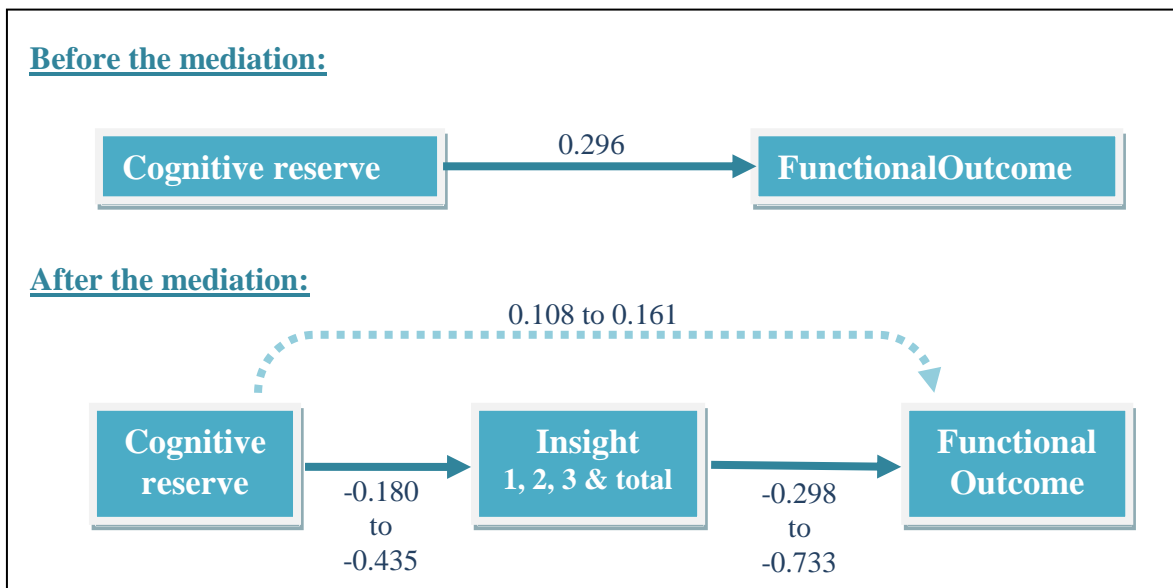 Before the mediation:
0.296
Cognitive reserve
FunctionalOutcome
After the mediation:
0.108 to 0.161
Cognitive
reserve
-0.180
to
-0.435
Insight
1, 2, 3 & total
-0.298
to
-0.733
Functional
Outcome